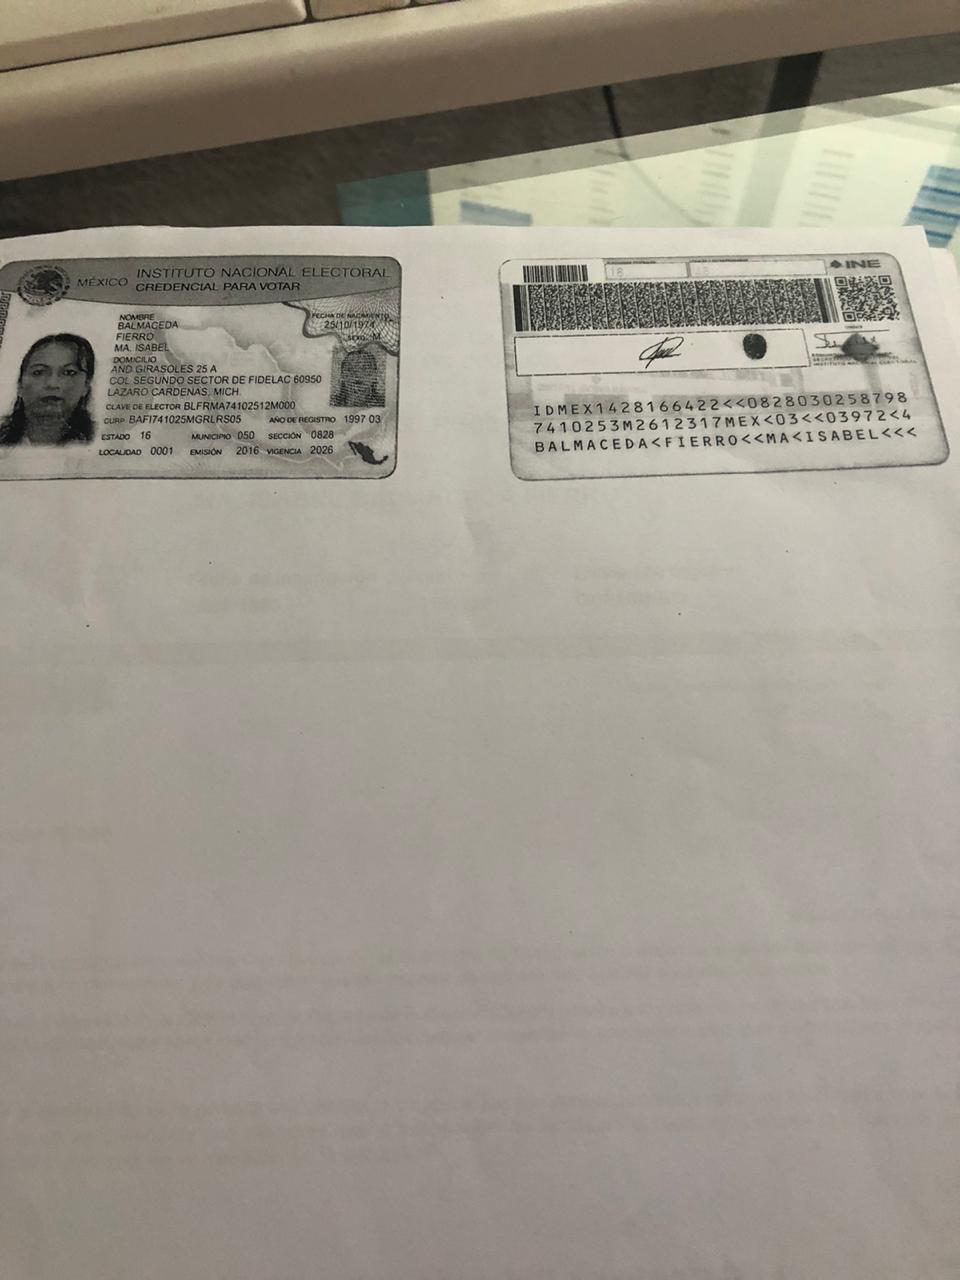 MÉXICO
INSTITUTO NACIONAL ELECTORAL
CREDENCIAL PARA VOTAR
NOMBRE
BALMACEDA
FIERRO
MA. ISABEL
FECHA DE NACIMIENTO
25/10/1974
SEXO M
DOMICILIO
AND GIRASOLES 25 A
COL SEGUNDO SECTOR DE FIDELAC 60950
LAZARO CARDENAS, MICH.
CLAVE DE ELECTOR BLFRMA74102512M000
CURP BAFI741025MGRLRS05 AÑO DE REGISTRO 1997 03
ESTADO 16 MUNICIPIO 050 SECCIÓN 0828
LOCALIDAD 0001 EMISIÓN 2016 VIGENCIA 2026
INE
18
IDMEX1428166422<<0828030258798
7410253M2612317MEX<03<<03972<4
BALMACEDA<FIERRO<<MA<ISABEL<<<